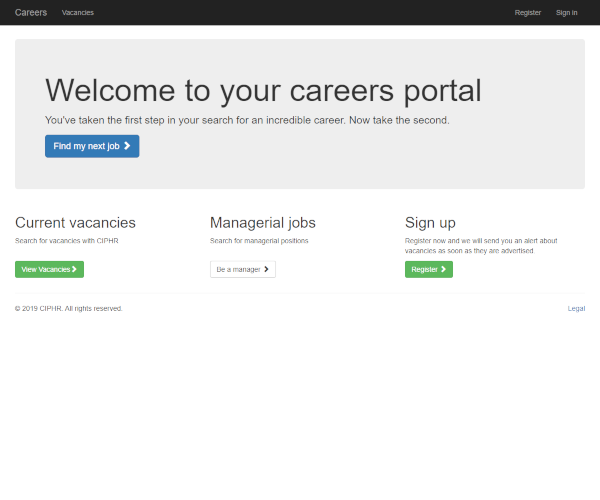 Careers Vacancies Register Sign in
Welcome to your careers portal
You've taken the first step in your search for an incredible career. Now take the second.
Find my next job
Current vacancies
Search for vacancies with CIPHR
View Vacancies
Managerial jobs
Search for managerial positions
Be a manager
Sign up
Register now and we will send you an alert about
vacancies as soon as they are advertised
Register
© 2019 CIPHR. All rights reserved.
Legal